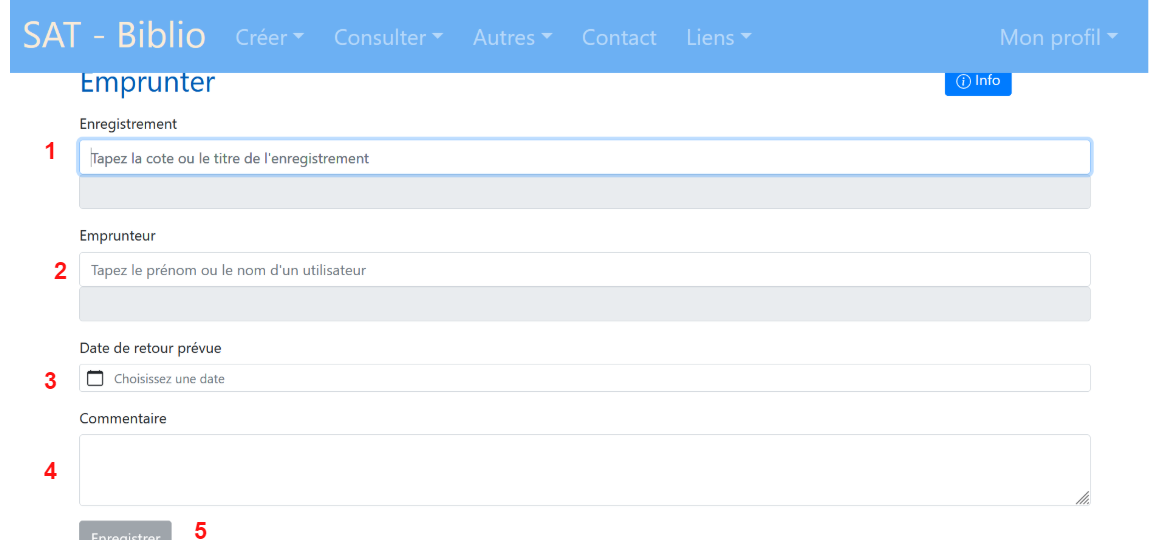 SAT - Biblio Créer Consulter Autres Contact Liens Mon profil
Emprunter Info
Enregistrement
1 Tapez la cote ou le titre de l'enregistrement
Emprunteur
2 Tapez le prénom ou le nom d'un utilisateur
Date de retour prévue
3 Choisissez une date
Commentaire
4
Enregistrer 5